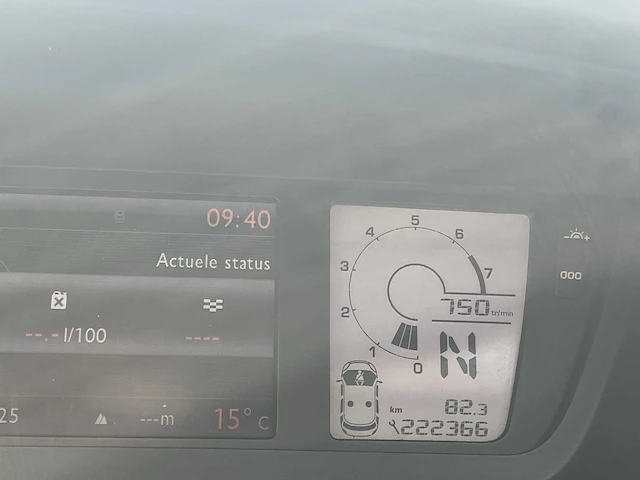 09:40
Actuele status
--.- l/100
----
25
---m
15° C
5
4
6
3
7
750 tr/min
2
1
0
N
km 82.3
222366
000